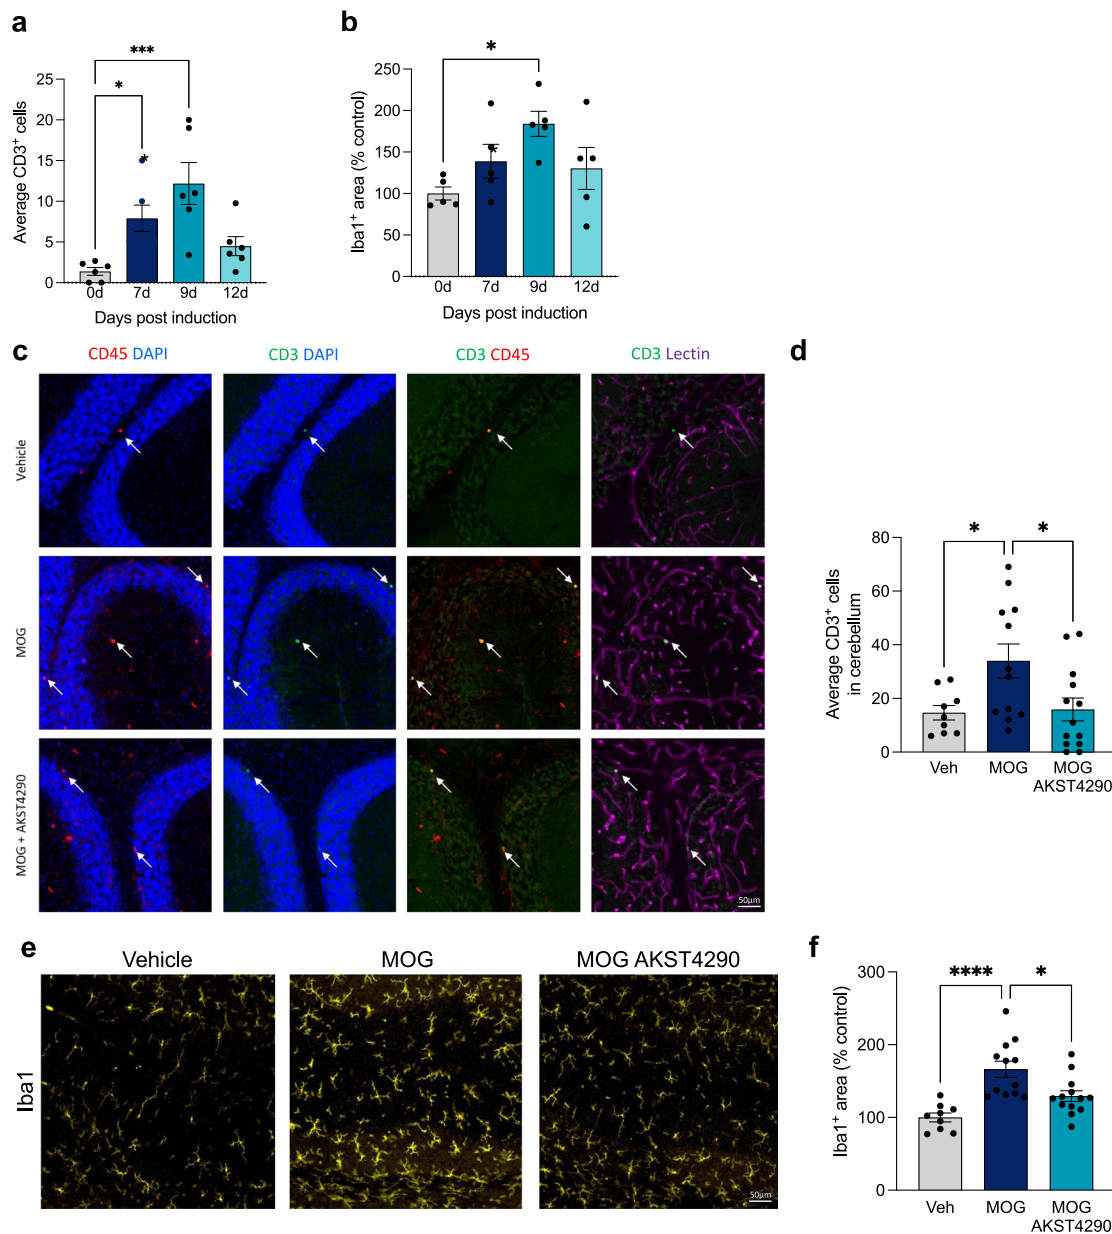 a
***
*
25
20
15
10
5
0
Average CD3⁺ cells
*
0d 7d 9d 12d
Days post induction
b
*
250
200
150
100
50
0
Iba1⁺ area (% control)
*
0d 7d 9d 12d
Days post induction
c
CD45 DAPI
CD3 DAPI
CD3 CD45
CD3 Lectin
Vehicle
MOG
MOG + AKST4290
50µm
d
* *
80
60
40
20
0
Average CD3⁺ cells
in cerebellum
Veh MOG MOG
AKST4290
e
Vehicle
MOG
MOG AKST4290
Iba1
50µm
f
**** *
300
200
100
0
Iba1⁺ area (% control)
Veh MOG MOG
AKST4290